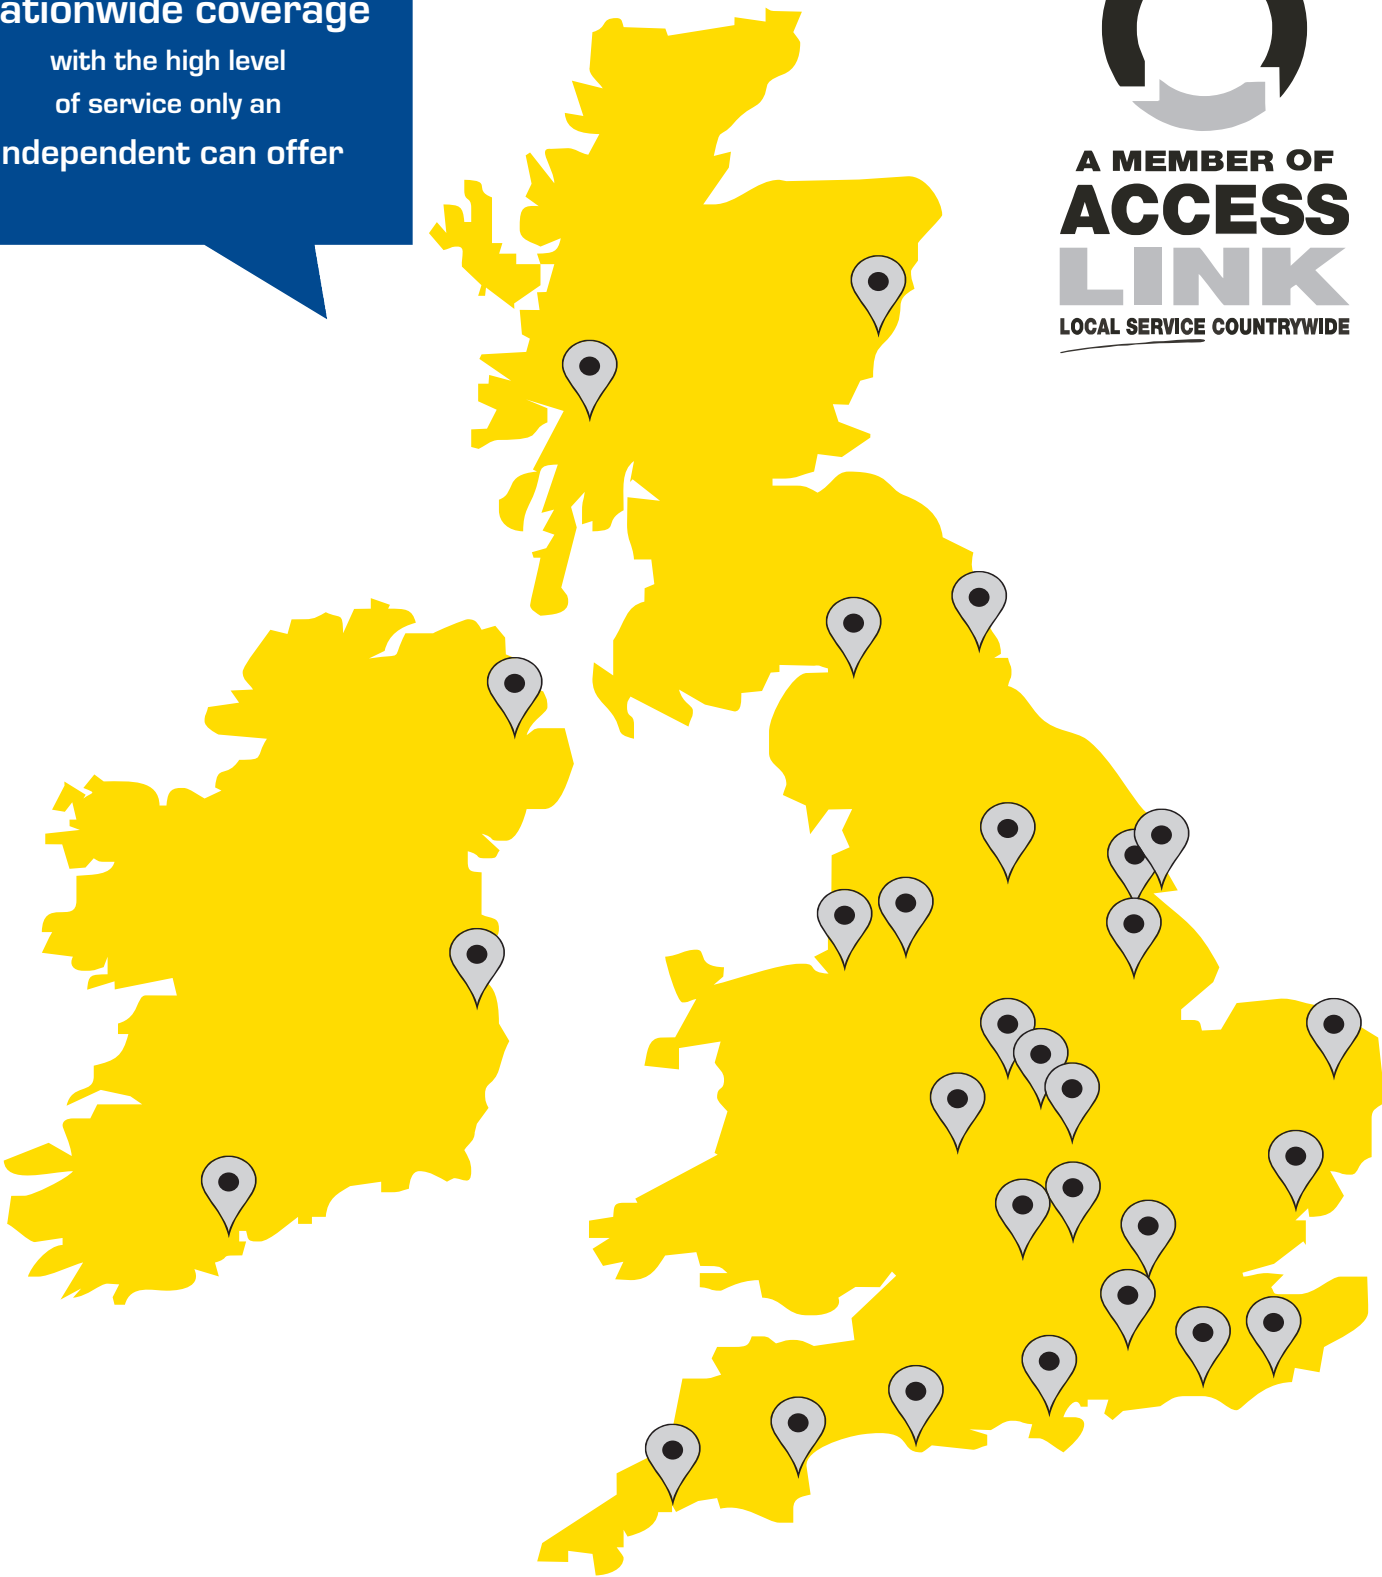 ationwide coverage
with the high level
of service only an
ndependent can offer
A MEMBER OF
ACCESS
LINK
LOCAL SERVICE COUNTRYWIDE